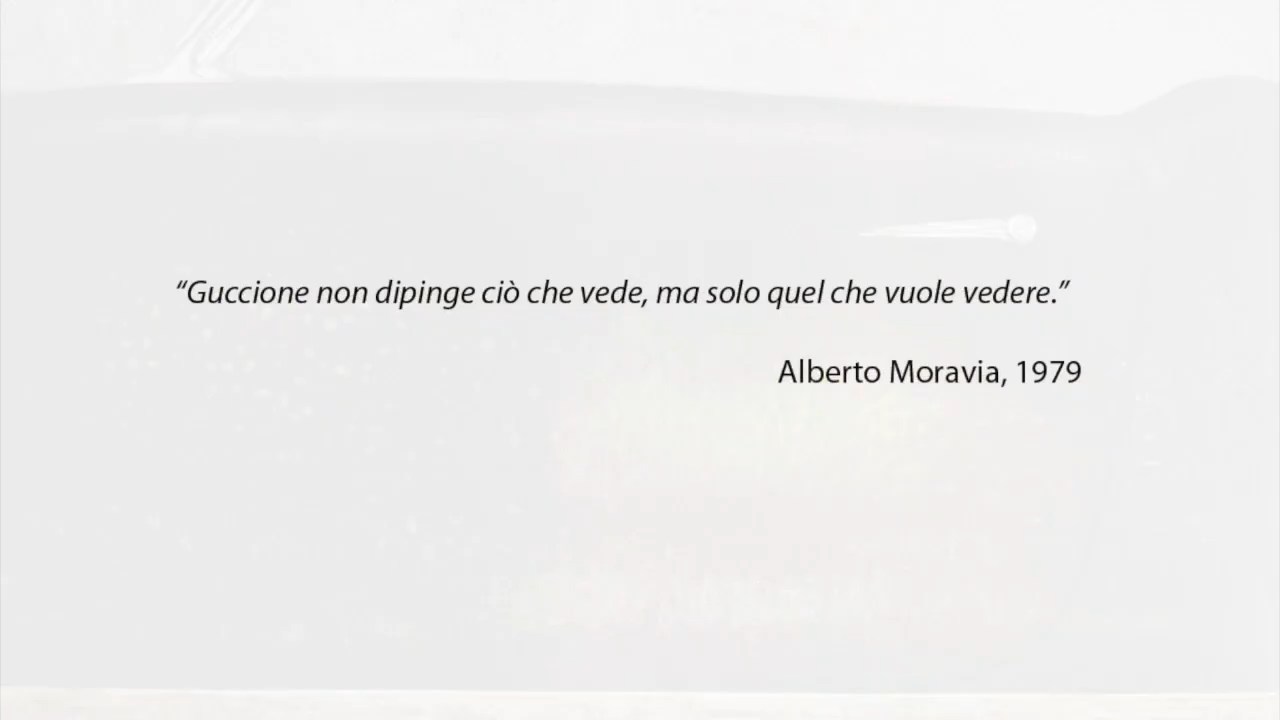 “Guccione non dipinge ciò che vede, ma solo quel che vuole vedere.”
Alberto Moravia, 1979